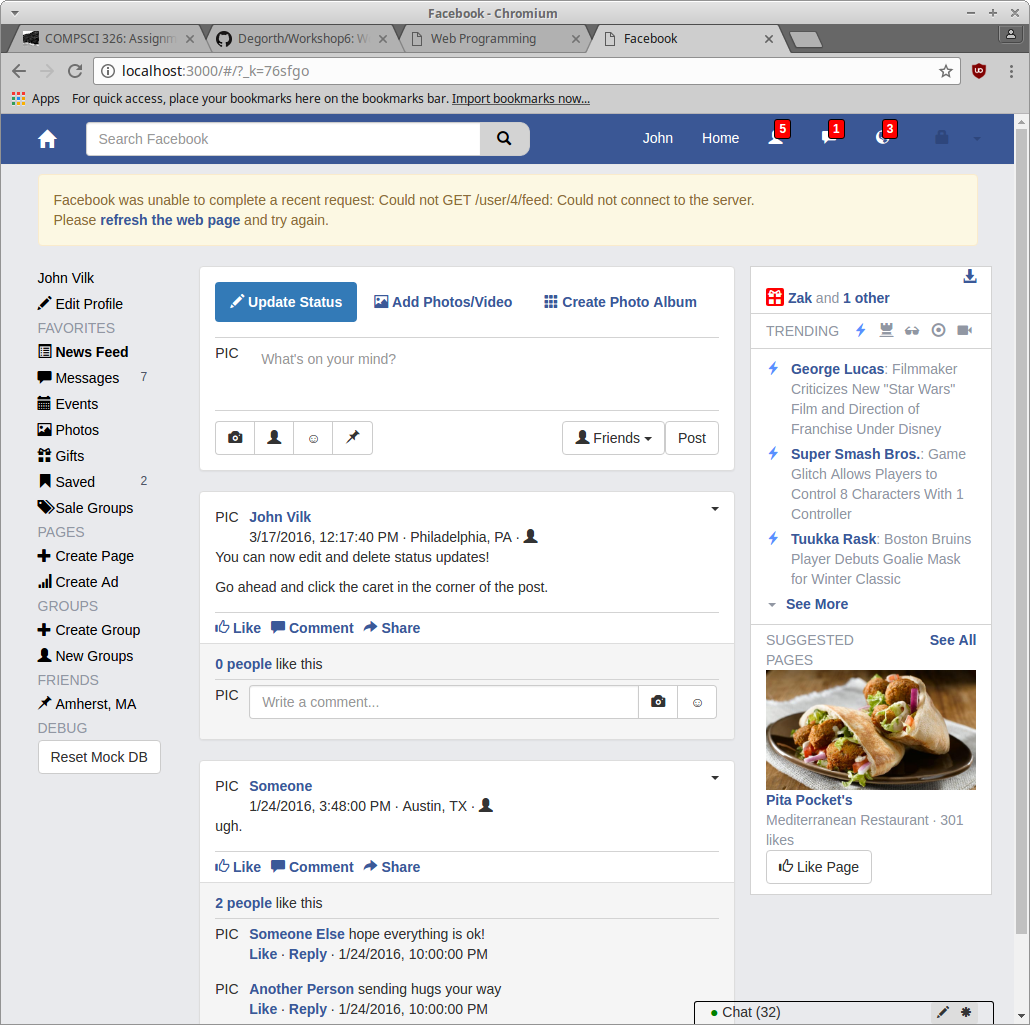 Facebook - Chromium
COMPSCI 326: Assignm
Degorth/Workshop6: W
Web Programming
Facebook
localhost:3000/#/?_k=76sfgo
Apps
For quick access, place your bookmarks here on the bookmarks bar. Import bookmarks now...
Search Facebook
John
Home
5
1
3
Facebook was unable to complete a recent request: Could not GET /user/4/feed: Could not connect to the server.
Please refresh the web page and try again.
John Vilk
Edit Profile
FAVORITES
News Feed
Messages 7
Events
Photos
Gifts
Saved 2
Sale Groups
PAGES
Create Page
Create Ad
GROUPS
Create Group
New Groups
FRIENDS
Amherst, MA
DEBUG
Reset Mock DB
Update Status
Add Photos/Video
Create Photo Album
PIC
What's on your mind?
Friends
Post
PIC
John Vilk
3/17/2016, 12:17:40 PM · Philadelphia, PA ·
You can now edit and delete status updates!
Go ahead and click the caret in the corner of the post.
Like Comment Share
0 people like this
PIC
Write a comment...
PIC
Someone
1/24/2016, 3:48:00 PM · Austin, TX ·
ugh.
Like Comment Share
2 people like this
PIC
Someone Else hope everything is ok!
Like · Reply · 1/24/2016, 10:00:00 PM
PIC
Another Person sending hugs your way
Like · Reply · 1/24/2016, 10:00:00 PM
Zak and 1 other
TRENDING
George Lucas: Filmmaker
Criticizes New "Star Wars"
Film and Direction of
Franchise Under Disney
Super Smash Bros.: Game
Glitch Allows Players to
Control 8 Characters With 1
Controller
Tuukka Rask: Boston Bruins
Player Debuts Goalie Mask
for Winter Classic
See More
SUGGESTED
PAGES
See All
Pita Pocket's
Mediterranean Restaurant · 301
likes
Like Page
Chat (32)